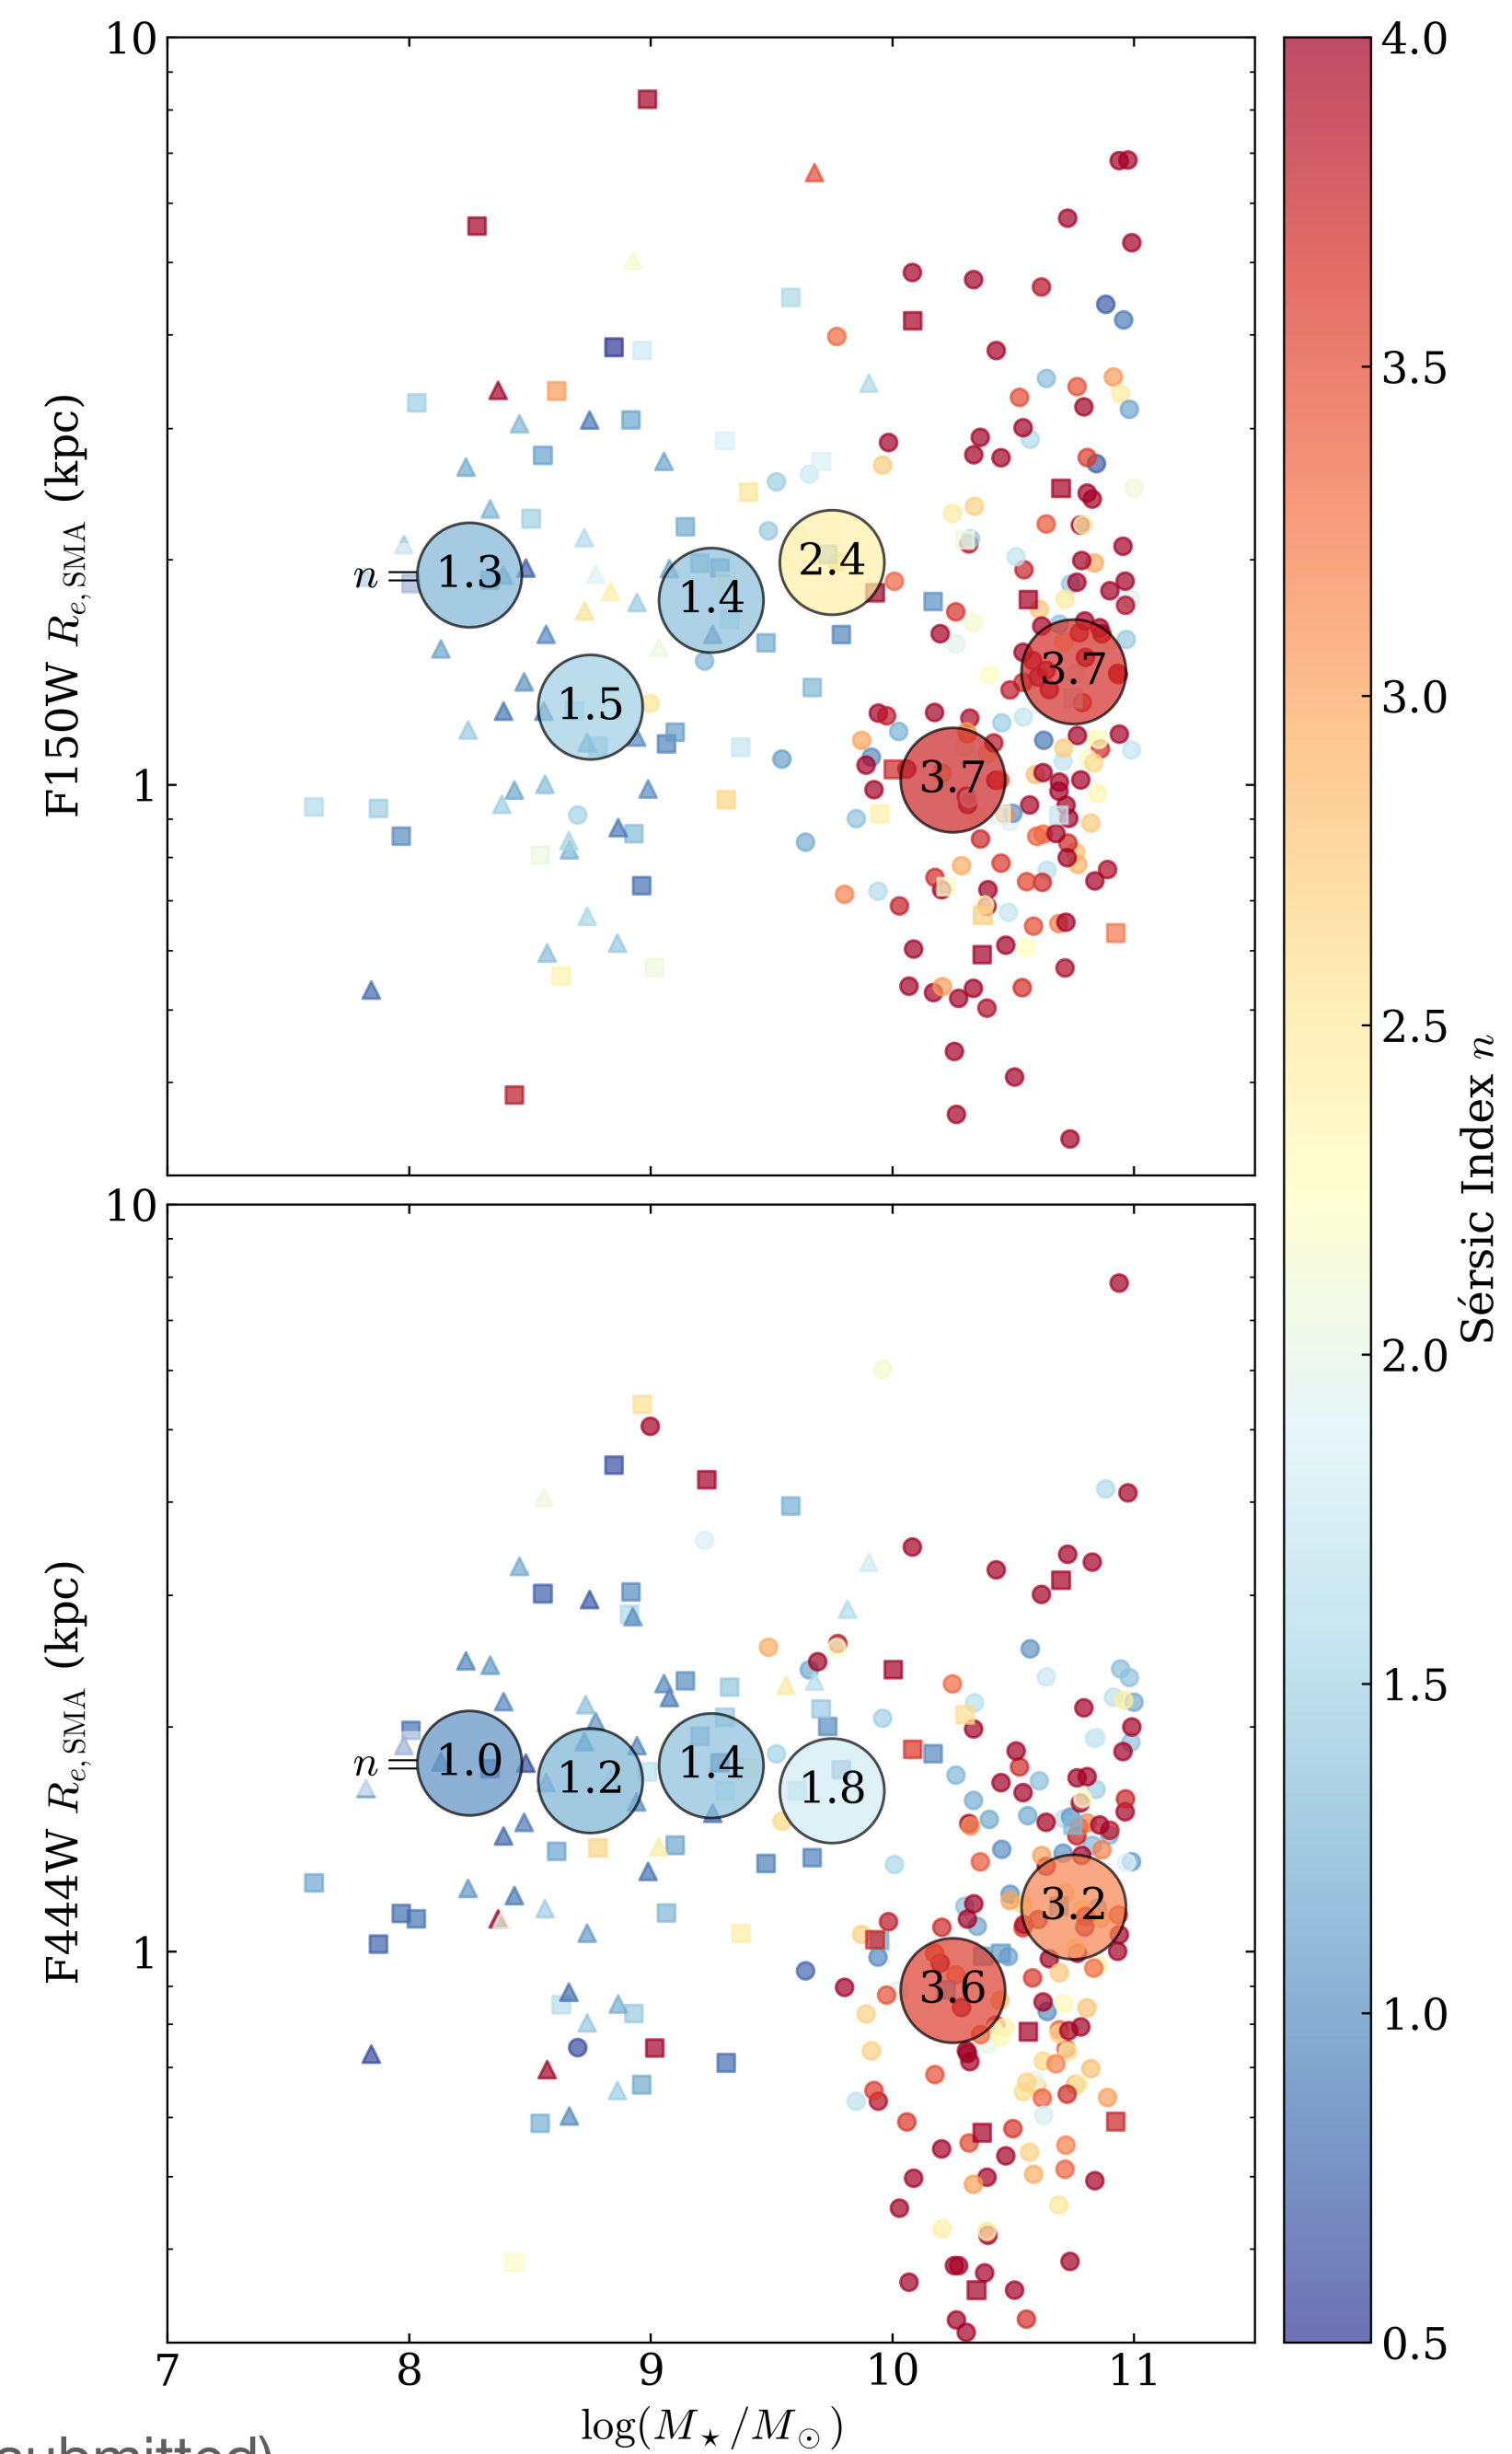 10
1
F150W R_e,SMA (kpc)
n= 1.3
1.5
1.4
2.4
3.7
3.7
10
1
F444W R_e,SMA (kpc)
n= 1.0
1.2
1.4
1.8
3.6
3.2
7 8 9 10 11
log(M⋆/M⊙)
4.0
3.5
3.0
2.5
2.0
1.5
1.0
0.5
Sérsic Index n
submitted)